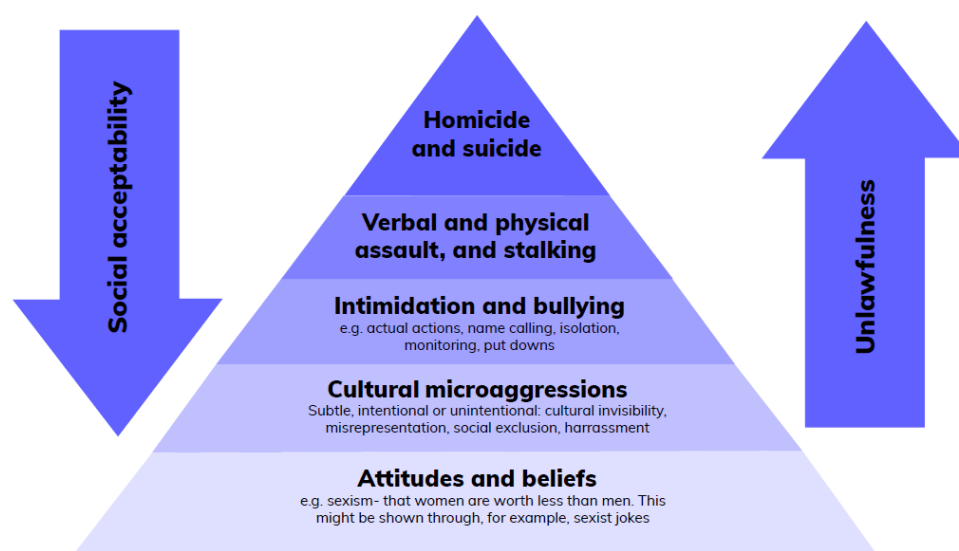 Social acceptability
Homicide
and suicide
Verbal and physical
assault, and stalking
Intimidation and bullying
e.g. actual actions, name calling, isolation,
monitoring, put downs
Cultural microaggressions
Subtle, intentional or unintentional: cultural invisibility,
misrepresentation, social exclusion, harrassment
Attitudes and beliefs
e.g. sexism- that women are worth less than men. This
might be shown through, for example, sexist jokes
Unlawfulness